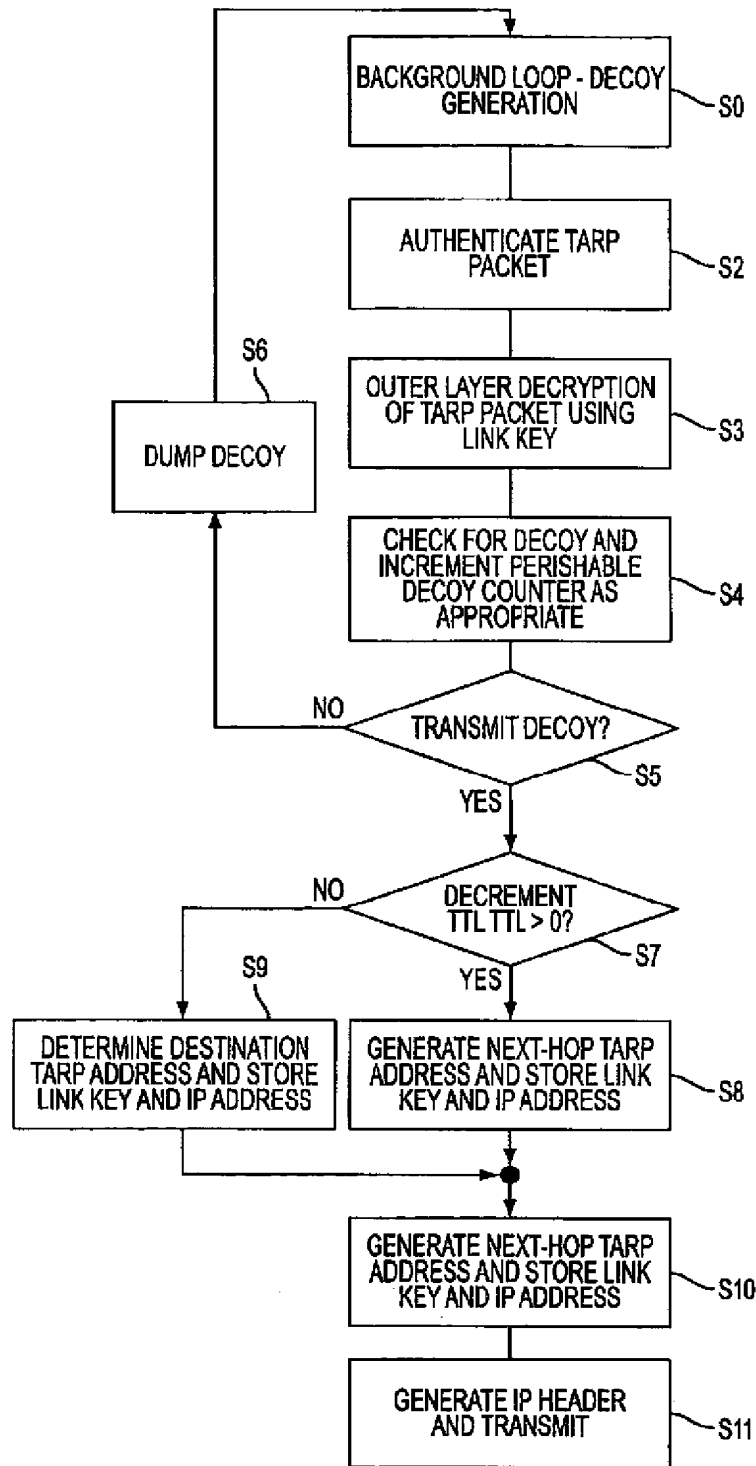 BACKGROUND LOOP - DECOY
GENERATION
S0
AUTHENTICATE TARP
PACKET
S2
S6
DUMP DECOY
OUTER LAYER DECRYPTION
OF TARP PACKET USING
LINK KEY
S3
CHECK FOR DECOY AND
INCREMENT PERISHABLE
DECOY COUNTER AS
APPROPRIATE
S4
NO
TRANSMIT DECOY?
S5
YES
NO
DECREMENT
TTL TTL > 0?
S7
YES
S9
DETERMINE DESTINATION
TARP ADDRESS AND STORE
LINK KEY AND IP ADDRESS
GENERATE NEXT-HOP TARP
ADDRESS AND STORE LINK
KEY AND IP ADDRESS
S8
GENERATE NEXT-HOP TARP
ADDRESS AND STORE LINK
KEY AND IP ADDRESS
S10
GENERATE IP HEADER
AND TRANSMIT
S11